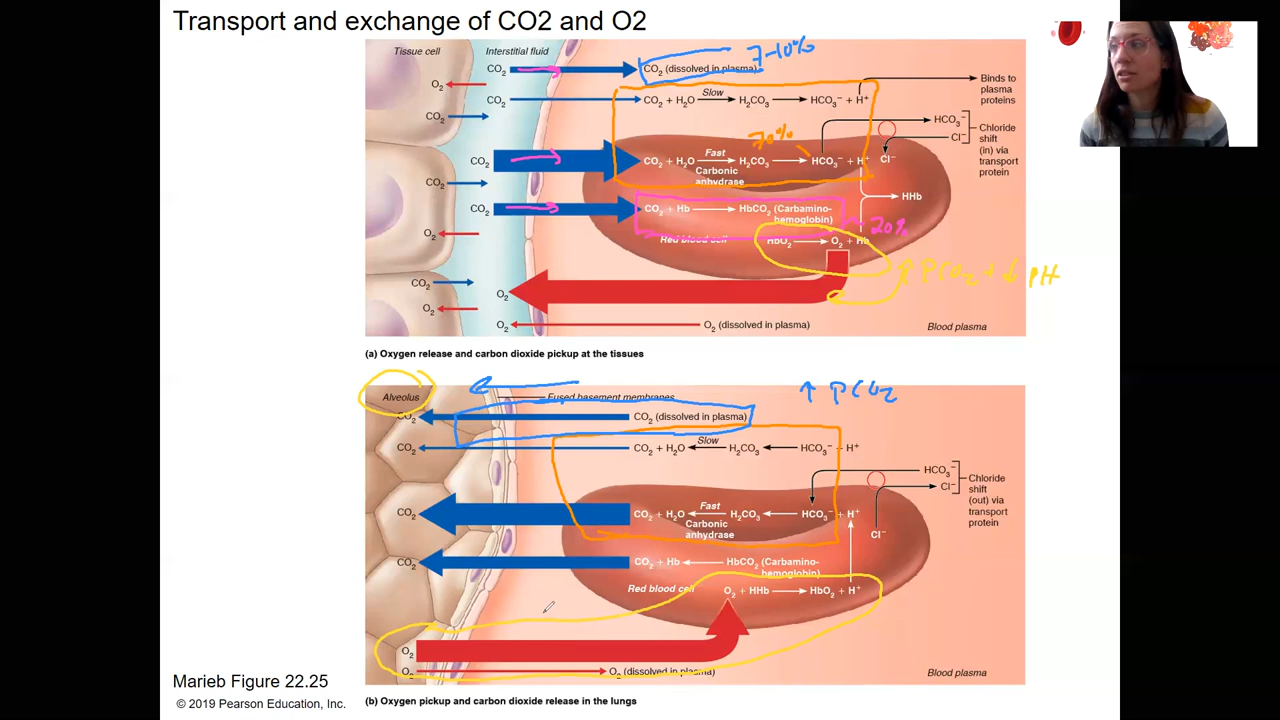 Transport and exchange of CO2 and O2
Tissue cell
Interstitial fluid
7-10%
CO₂
CO₂ (dissolved in plasma)
O₂
Binds to
plasma
proteins
CO₂
Slow
CO₂ + H₂O → H₂CO₃ → HCO₃⁻ + H⁺
CO₂
HCO₃⁻
Cl⁻
Chloride
shift
(in) via
transport
protein
70%
CO₂
Fast
CO₂ + H₂O → H₂CO₃ → HCO₃⁻ + H⁺
Cl⁻
Carbonic
anhydrase
CO₂
HHb
CO₂
CO₂ + Hb → HbCO₂ (Carbamino-
hemoglobin)
~20%
O₂
Red blood cell
HbO₂ → O₂ + Hb
↑ PCO₂ + ↓ pH
CO₂
O₂
O₂
O₂
O₂ (dissolved in plasma)
Blood plasma
(a) Oxygen release and carbon dioxide pickup at the tissues
Alveolus
Fused basement membranes
↑ PCO₂
CO₂
CO₂ (dissolved in plasma)
CO₂
Slow
CO₂ + H₂O ← H₂CO₃ ← HCO₃⁻ + H⁺
HCO₃⁻
Cl⁻
Chloride
shift
(out) via
transport
protein
CO₂
Fast
CO₂ + H₂O ← H₂CO₃ ← HCO₃⁻ + H⁺
Carbonic
anhydrase
Cl⁻
CO₂
CO₂ + Hb ← HbCO₂ (Carbamino-
hemoglobin)
Red blood cell
O₂ + HHb → HbO₂ + H⁺
O₂
O₂
O₂ (dissolved in plasma)
Blood plasma
Marieb Figure 22.25
© 2019 Pearson Education, Inc.
(b) Oxygen pickup and carbon dioxide release in the lungs